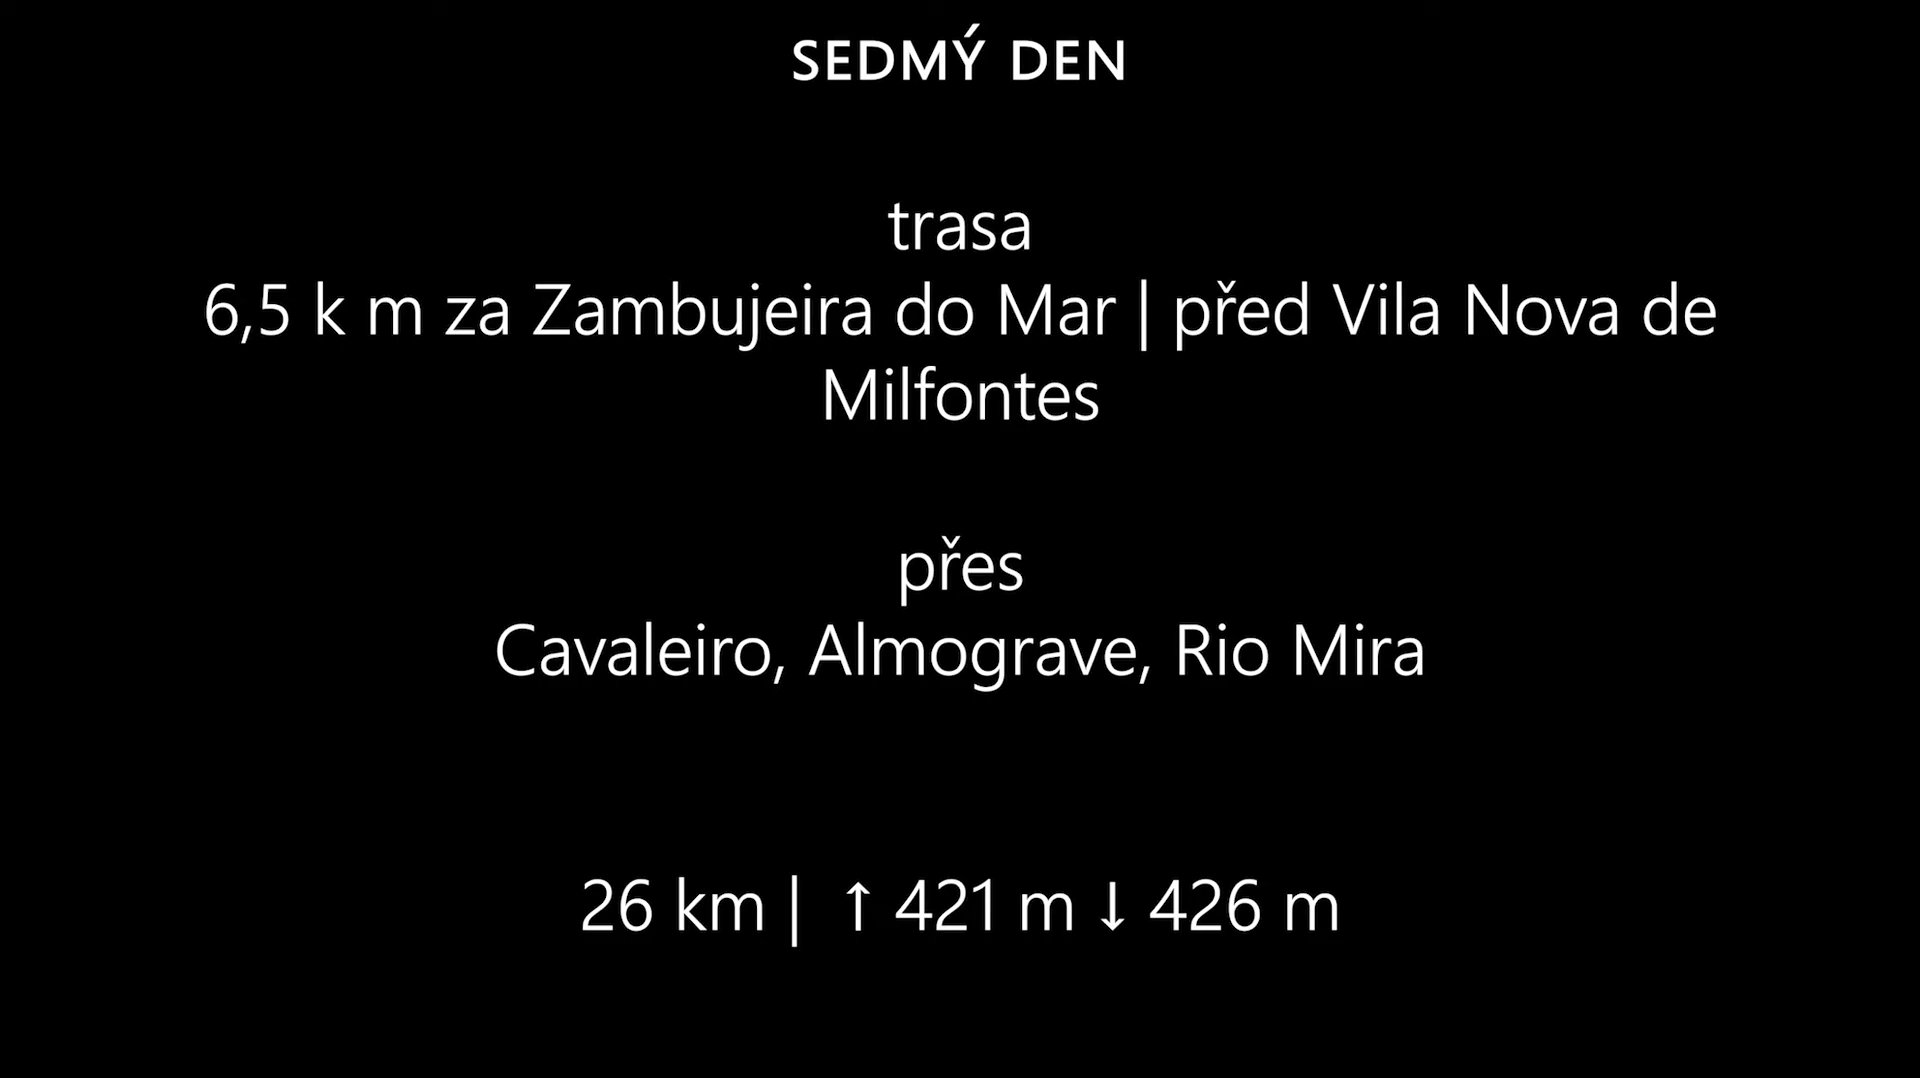 SEDMÝ DEN
trasa
6,5 k m za Zambujeira do Mar | před Vila Nova de
Milfontes
přes
Cavaleiro, Almograve, Rio Mira
26 km | ↑ 421 m ↓ 426 m